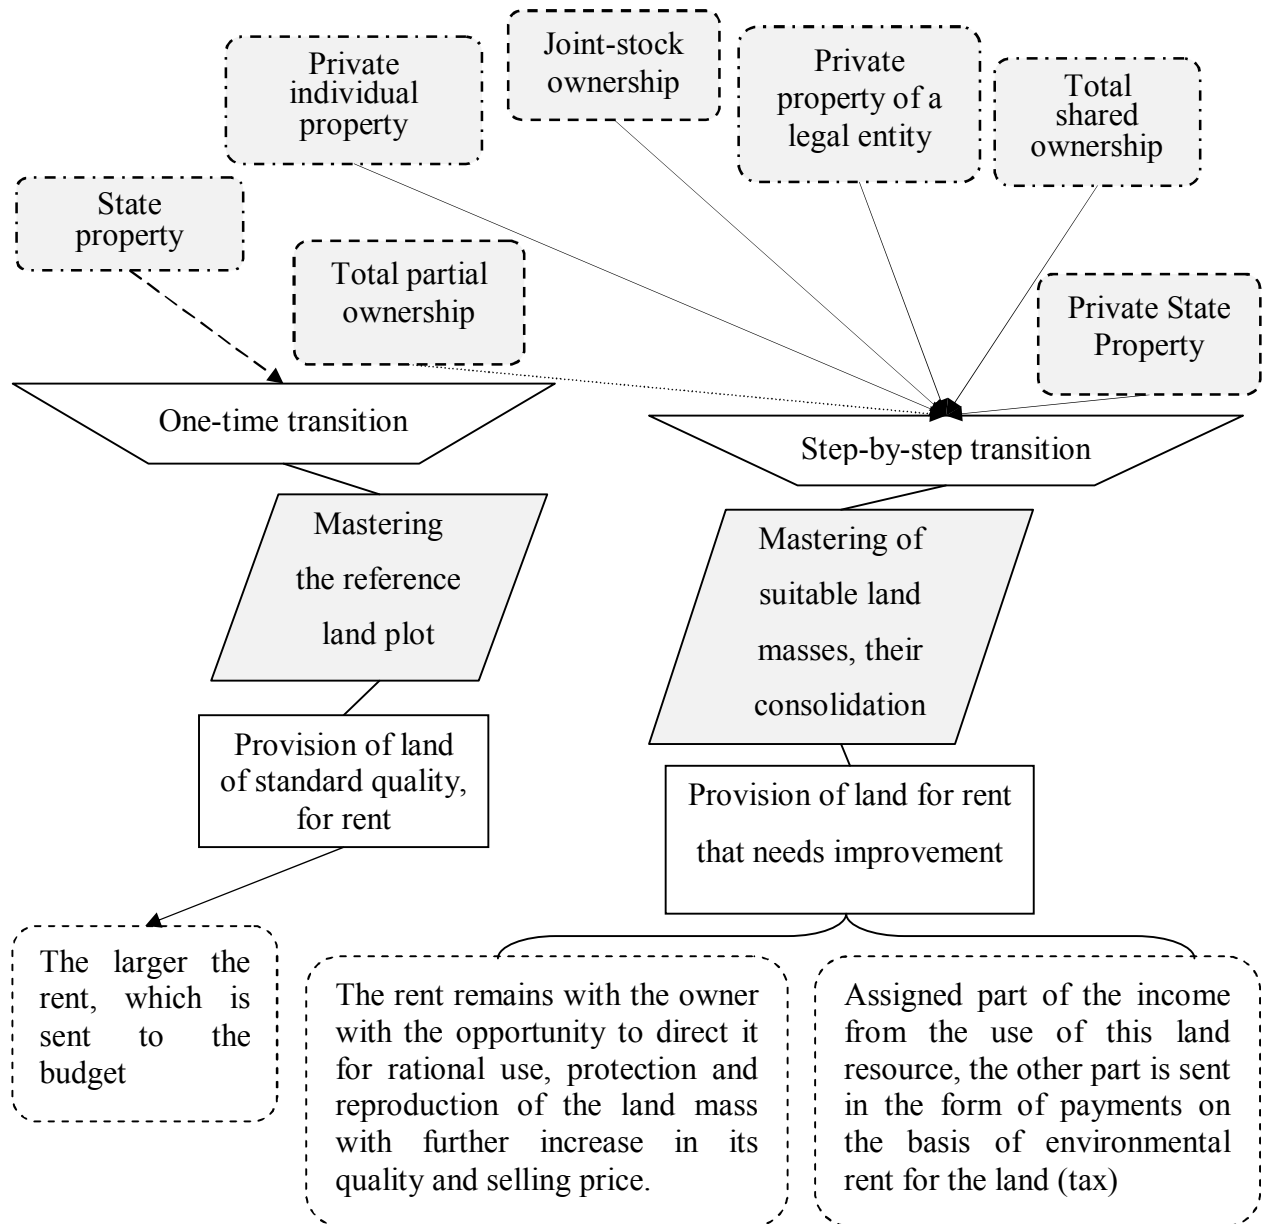 Private
individual
property
Joint-stock
ownership
Private
property of a
legal entity
Total
shared
ownership
State
property
Total partial
ownership
Private State
Property
One-time transition
Step-by-step transition
Mastering
the reference
land plot
Mastering of
suitable land
masses, their
consolidation
Provision of land
of standard quality,
for rent
Provision of land for rent
that needs improvement
The larger the
rent, which is
sent to the
budget
The rent remains with the owner
with the opportunity to direct it
for rational use, protection and
reproduction of the land mass
with further increase in its
quality and selling price.
Assigned part of the income
from the use of this land
resource, the other part is sent
in the form of payments on
the basis of environmental
rent for the land (tax)